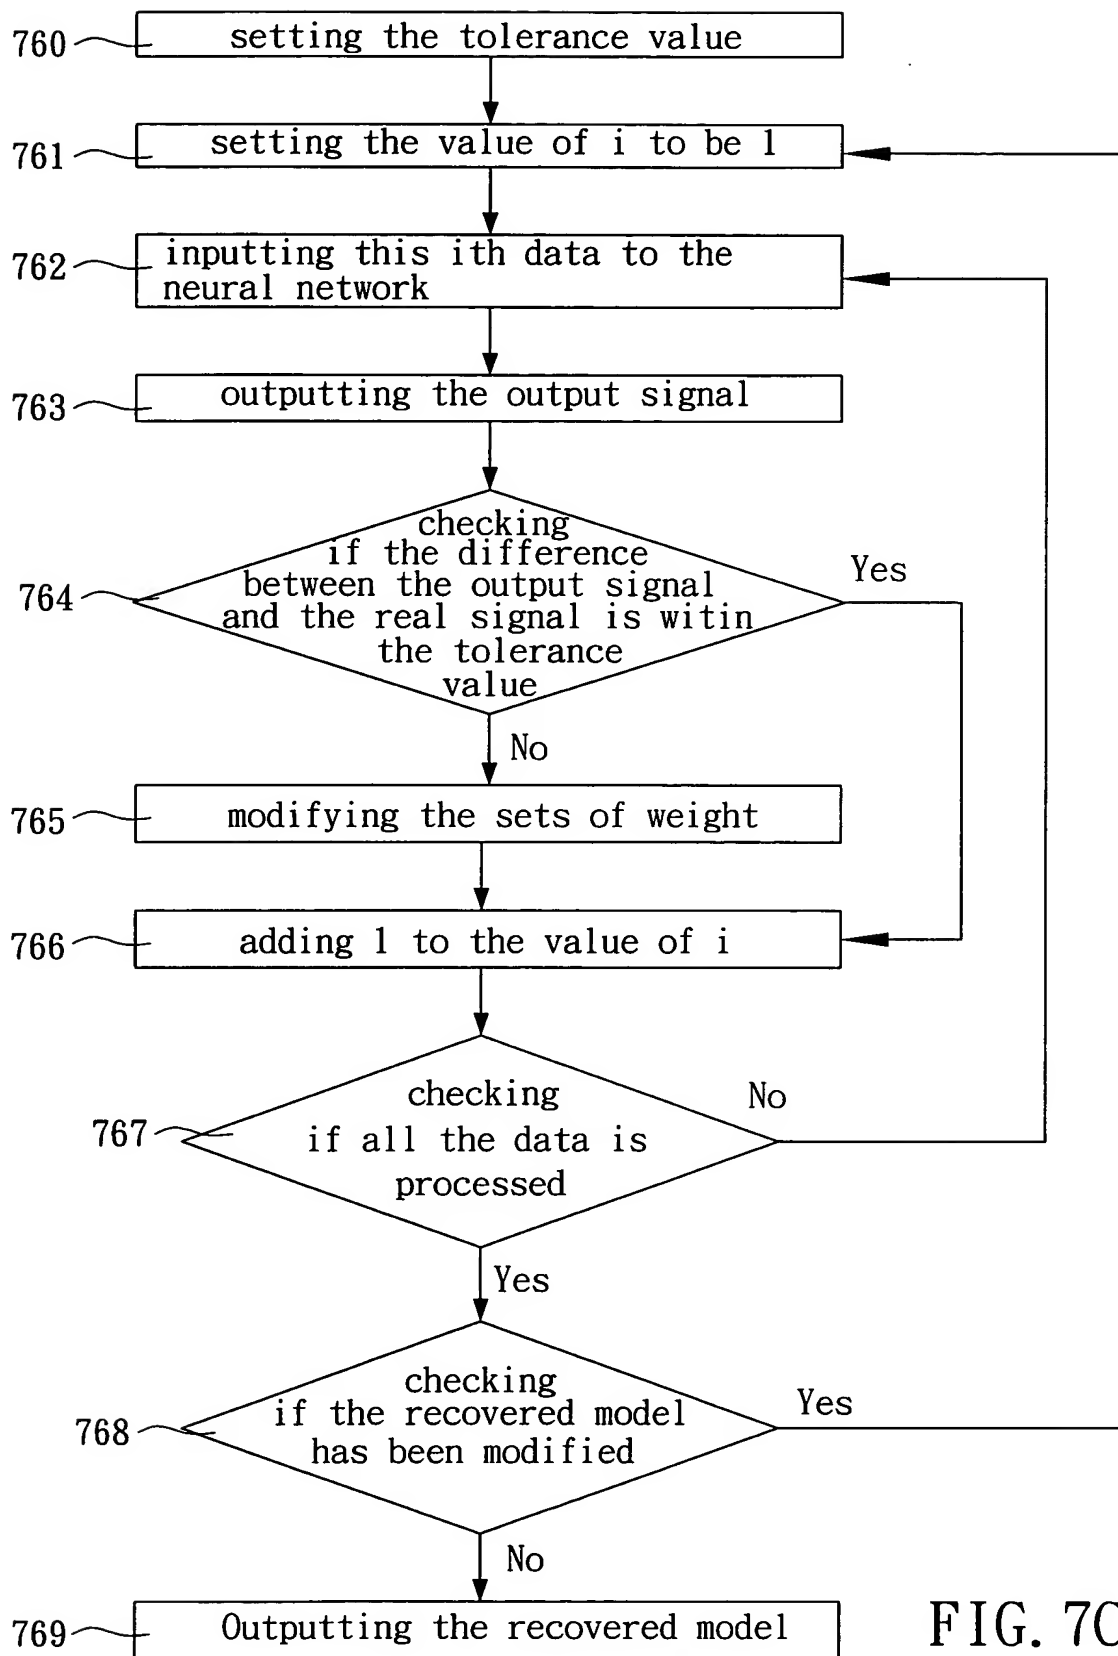 760
setting the tolerance value
761
setting the value of i to be 1
762
inputting this ith data to the
neural network
763
outputting the output signal
764
checking
if the difference
between the output signal
and the real signal is witin
the tolerance
value
Yes
No
765
modifying the sets of weight
766
adding 1 to the value of i
767
checking
if all the data is
processed
No
Yes
768
checking
if the recovered model
has been modified
Yes
No
769
Outputting the recovered model
FIG. 7C